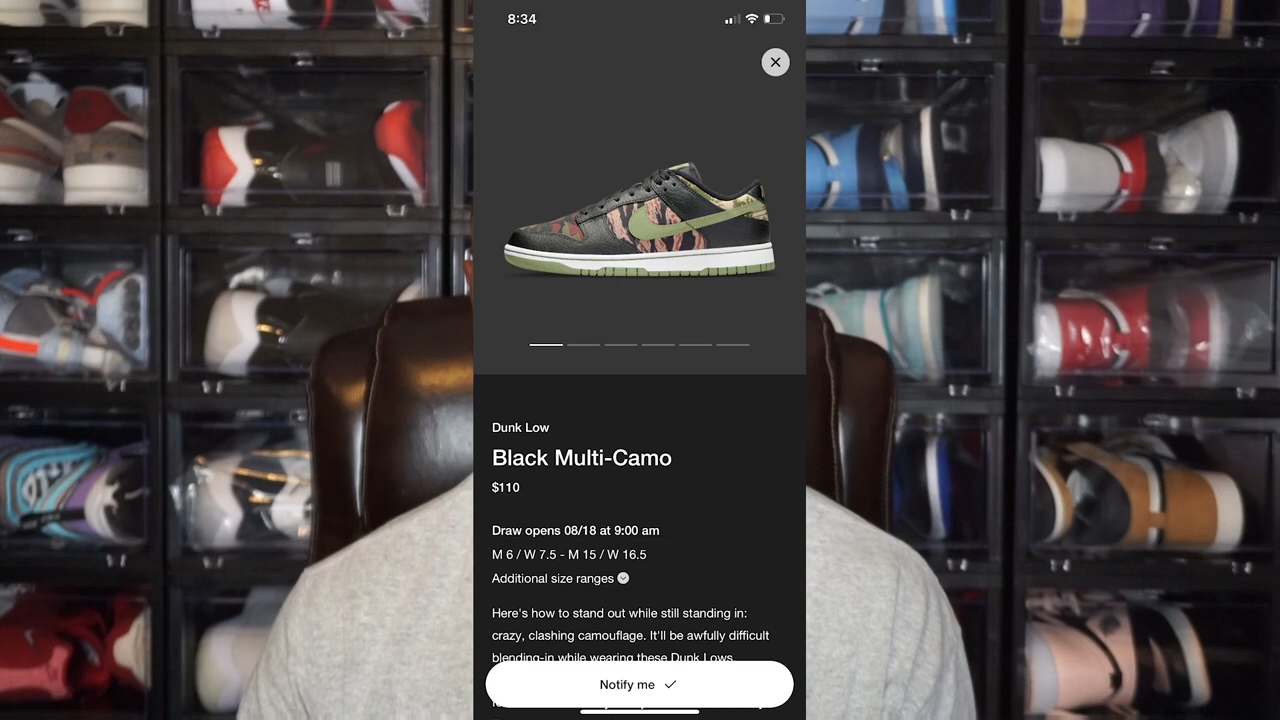 8:34
Dunk Low
Black Multi-Camo
$110
Draw opens 08/18 at 9:00 am
M 6 / W 7.5 - M 15 / W 16.5
Additional size ranges
Here's how to stand out while still standing in:
crazy, clashing camouflage. It'll be awfully difficult
blending-in while wearing these Dunk Lows.
Notify me